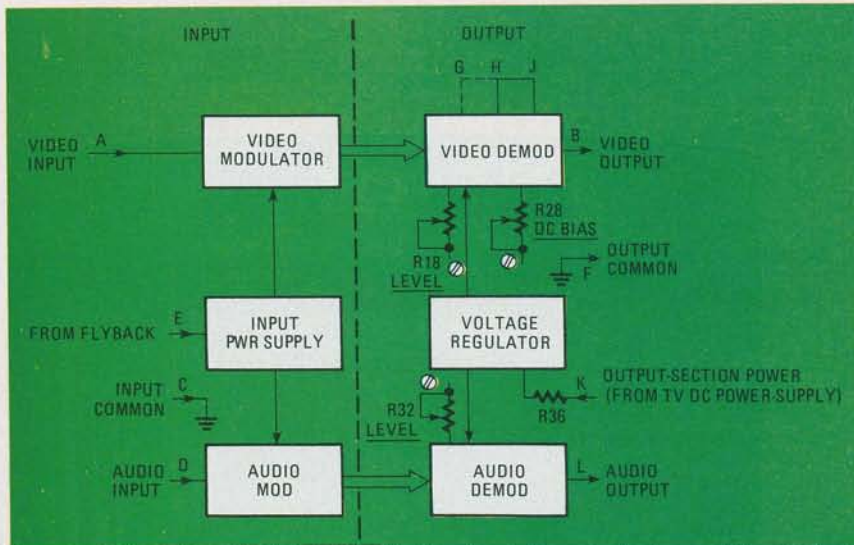 INPUT
OUTPUT
G H J
VIDEO
INPUT
A
VIDEO
MODULATOR
VIDEO DEMOD
B
VIDEO
OUTPUT
R18
LEVEL
R28
DC BIAS
OUTPUT
COMMON
F
FROM FLYBACK
E
INPUT
PWR SUPPLY
VOLTAGE
REGULATOR
INPUT
COMMON
C
R32
LEVEL
R36
K
OUTPUT-SECTION POWER
(FROM TV DC POWER-SUPPLY)
AUDIO
INPUT
D
AUDIO
MOD
AUDIO
DEMOD
L
AUDIO
OUTPUT